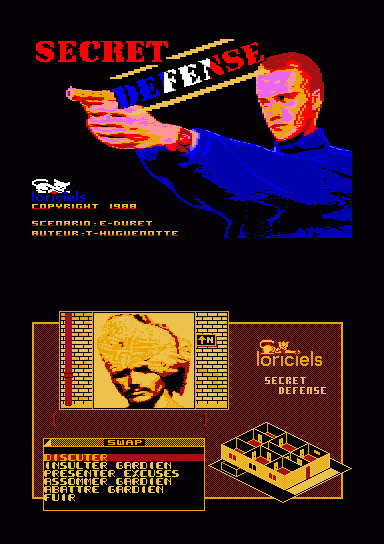 SECRET
DEFENSE
loriciels
COPYRIGHT 1988
SCENARIO:E-DURET
AUTEUR:T-HUGUENOTTE
N
loriciels
SECRET
DEFENSE
SWAP
DISCUTER
INSULTER GARDIEN
PRESENTER EXCUSES
ASSOMMER GARDIEN
ABATTRE GARDIEN
FUIR